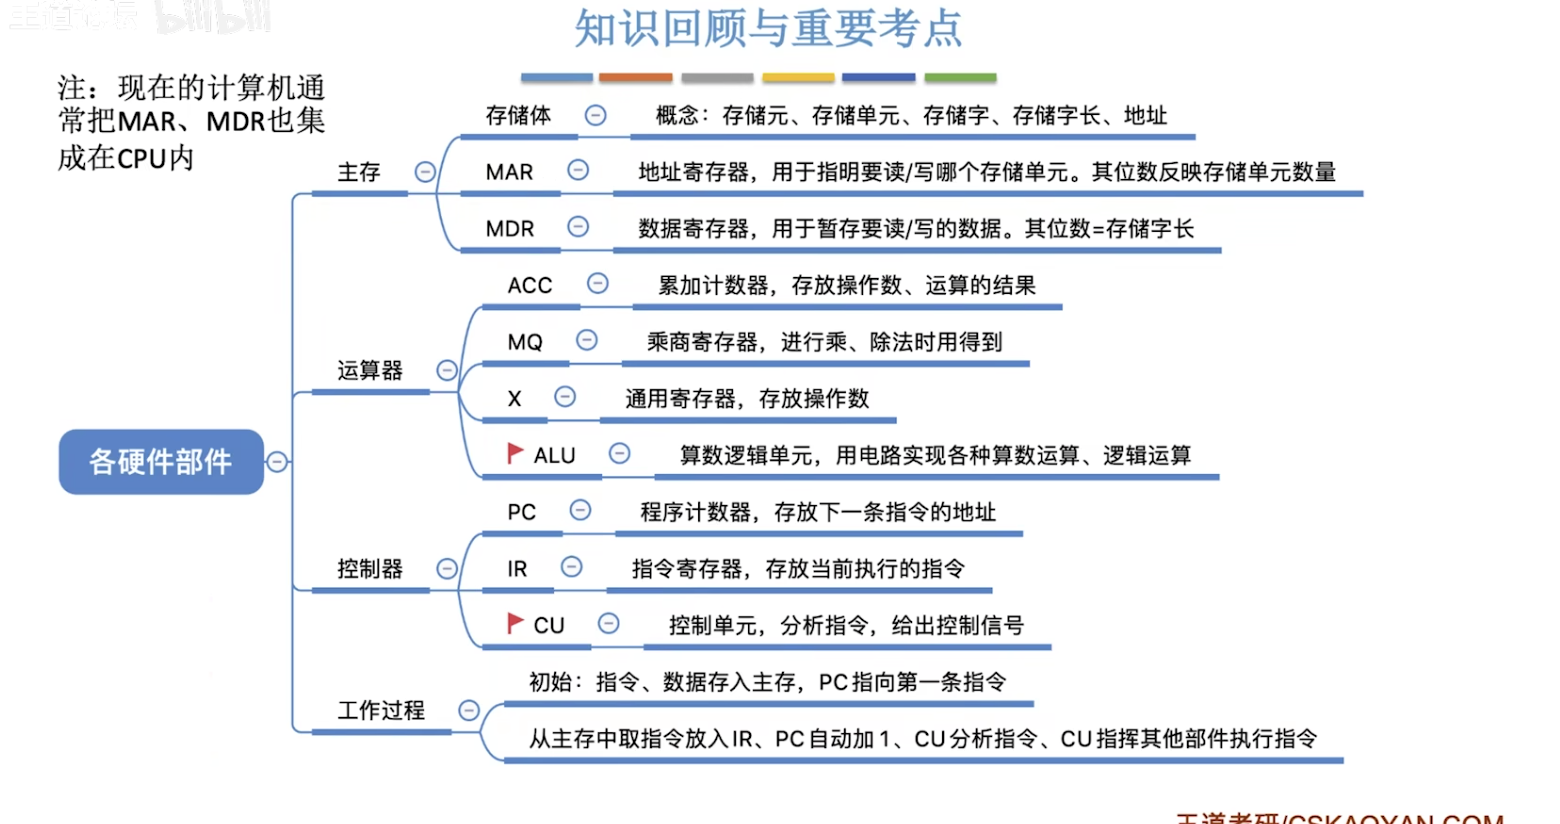 知识回顾与重要考点
注：现在的计算机通
常把MAR、MDR也集
成在CPU内
各硬件部件
主存
存储体
概念：存储元、存储单元、存储字、存储字长、地址
MAR
地址寄存器，用于指明要读/写哪个存储单元。其位数反映存储单元数量
MDR
数据寄存器，用于暂存要读/写的数据。其位数=存储字长
运算器
ACC
累加计数器，存放操作数、运算的结果
MQ
乘商寄存器，进行乘、除法时用得到
X
通用寄存器，存放操作数
ALU
算数逻辑单元，用电路实现各种算数运算、逻辑运算
控制器
PC
程序计数器，存放下一条指令的地址
IR
指令寄存器，存放当前执行的指令
CU
控制单元，分析指令，给出控制信号
工作过程
初始：指令、数据存入主存，PC指向第一条指令
从主存中取指令放入IR、PC自动加1、CU分析指令、CU指挥其他部件执行指令
王道考研/CSKAOYAN.COM